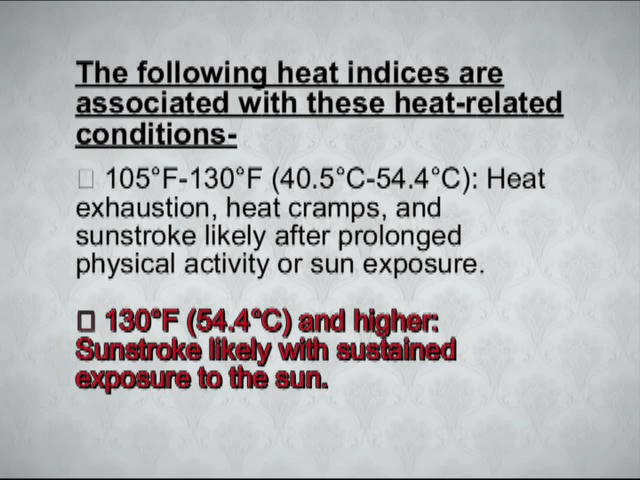 The following heat indices are
associated with these heat-related
conditions-
□ 105°F-130°F (40.5°C-54.4°C): Heat
exhaustion, heat cramps, and
sunstroke likely after prolonged
physical activity or sun exposure.
□ 130°F (54.4°C) and higher:
Sunstroke likely with sustained
exposure to the sun.